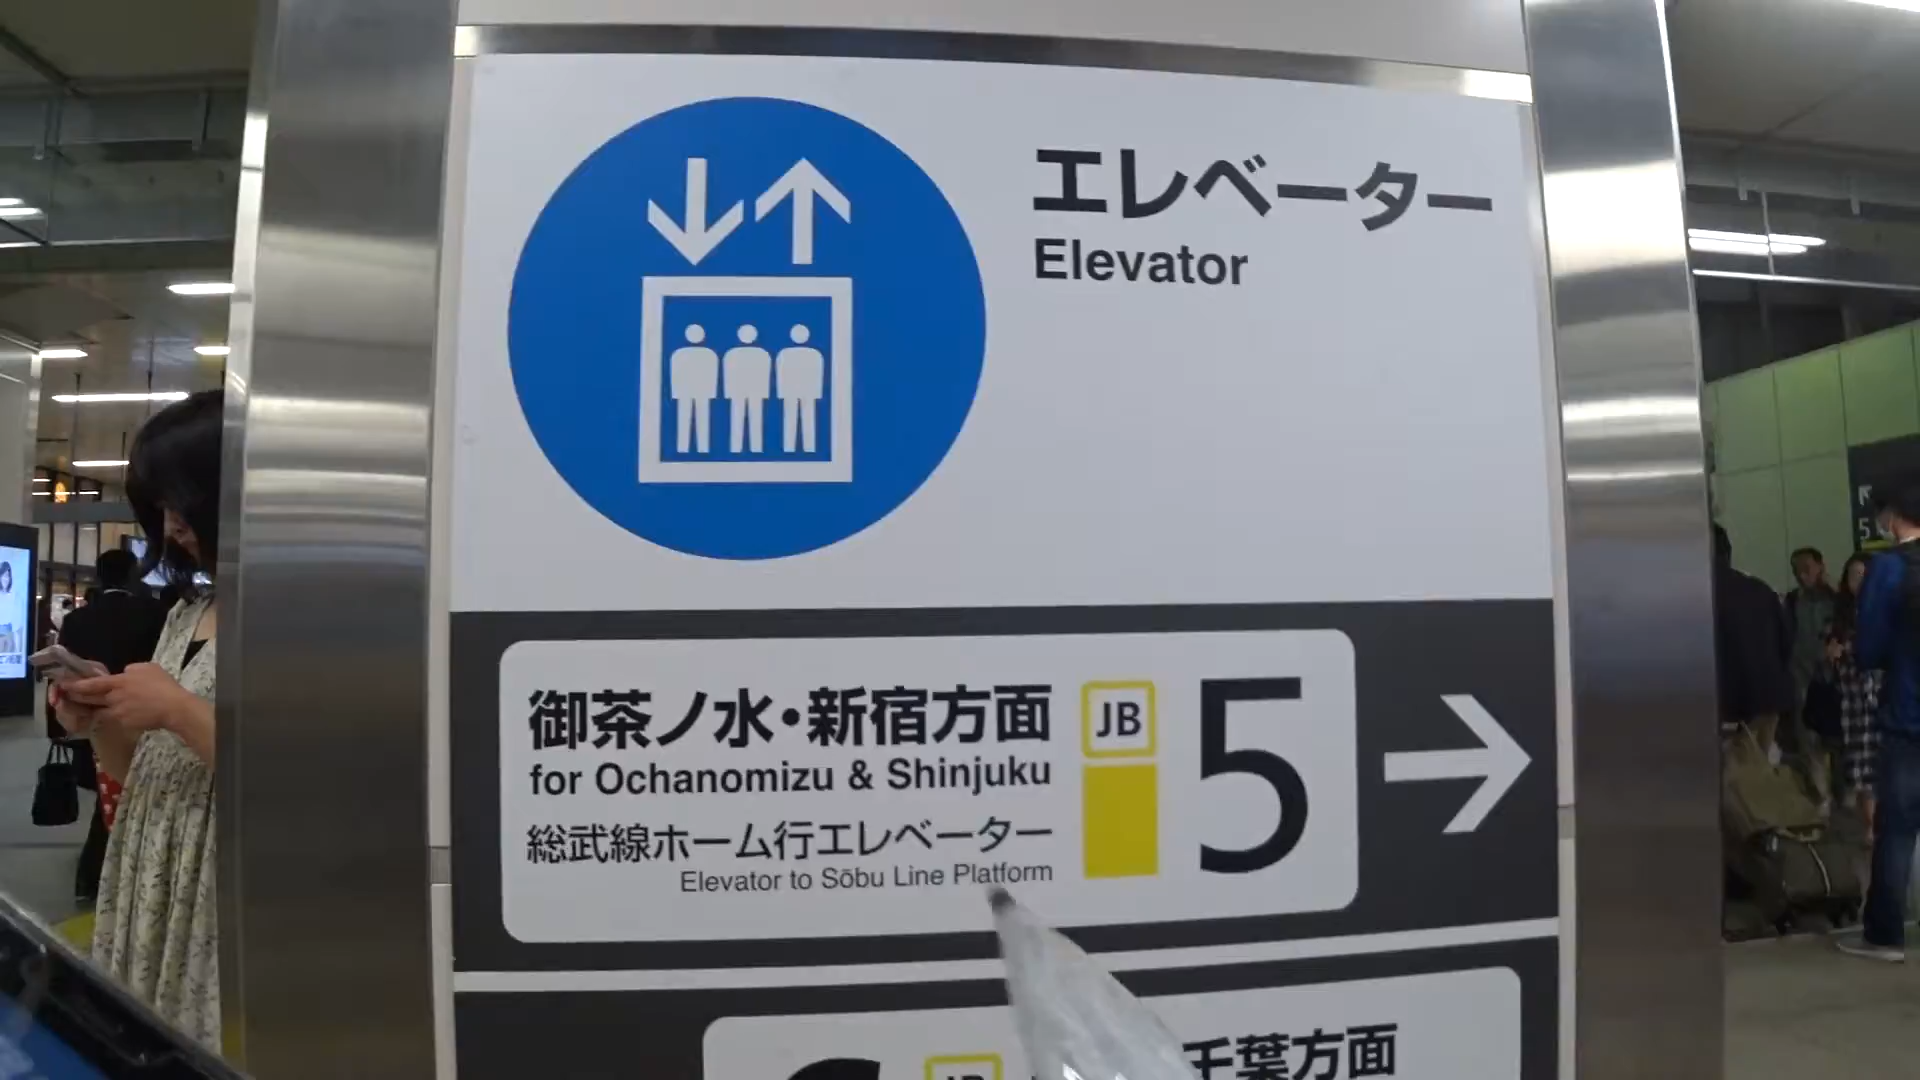 エレベーター
Elevator
御茶ノ水・新宿方面
for Ochanomizu & Shinjuku
総武線ホーム行エレベーター
Elevator to Sōbu Line Platform
JB
5
千葉方面
5